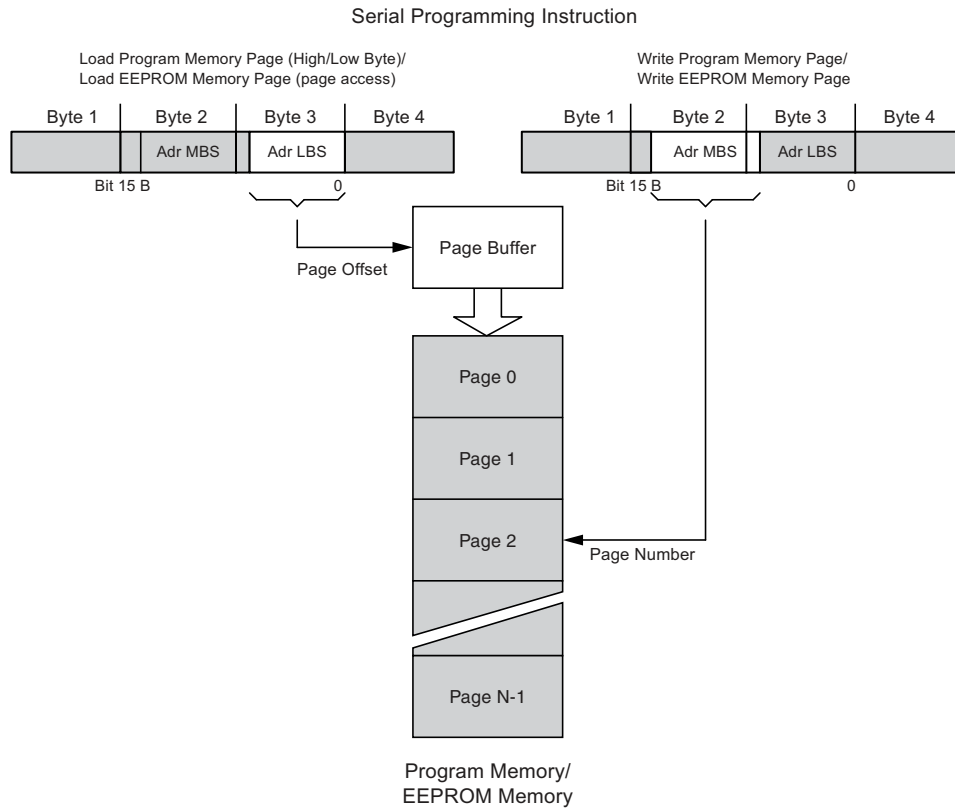 Serial Programming Instruction
Load Program Memory Page (High/Low Byte)/
Load EEPROM Memory Page (page access)
Write Program Memory Page/
Write EEPROM Memory Page
Byte 1 Byte 2 Byte 3 Byte 4
Byte 1 Byte 2 Byte 3 Byte 4
Adr MBS Adr LBS
Adr MBS Adr LBS
Bit 15 B 0
Bit 15 B 0
Page Buffer
Page Offset
Page 0
Page 1
Page 2
Page Number
Page N-1
Program Memory/
EEPROM Memory